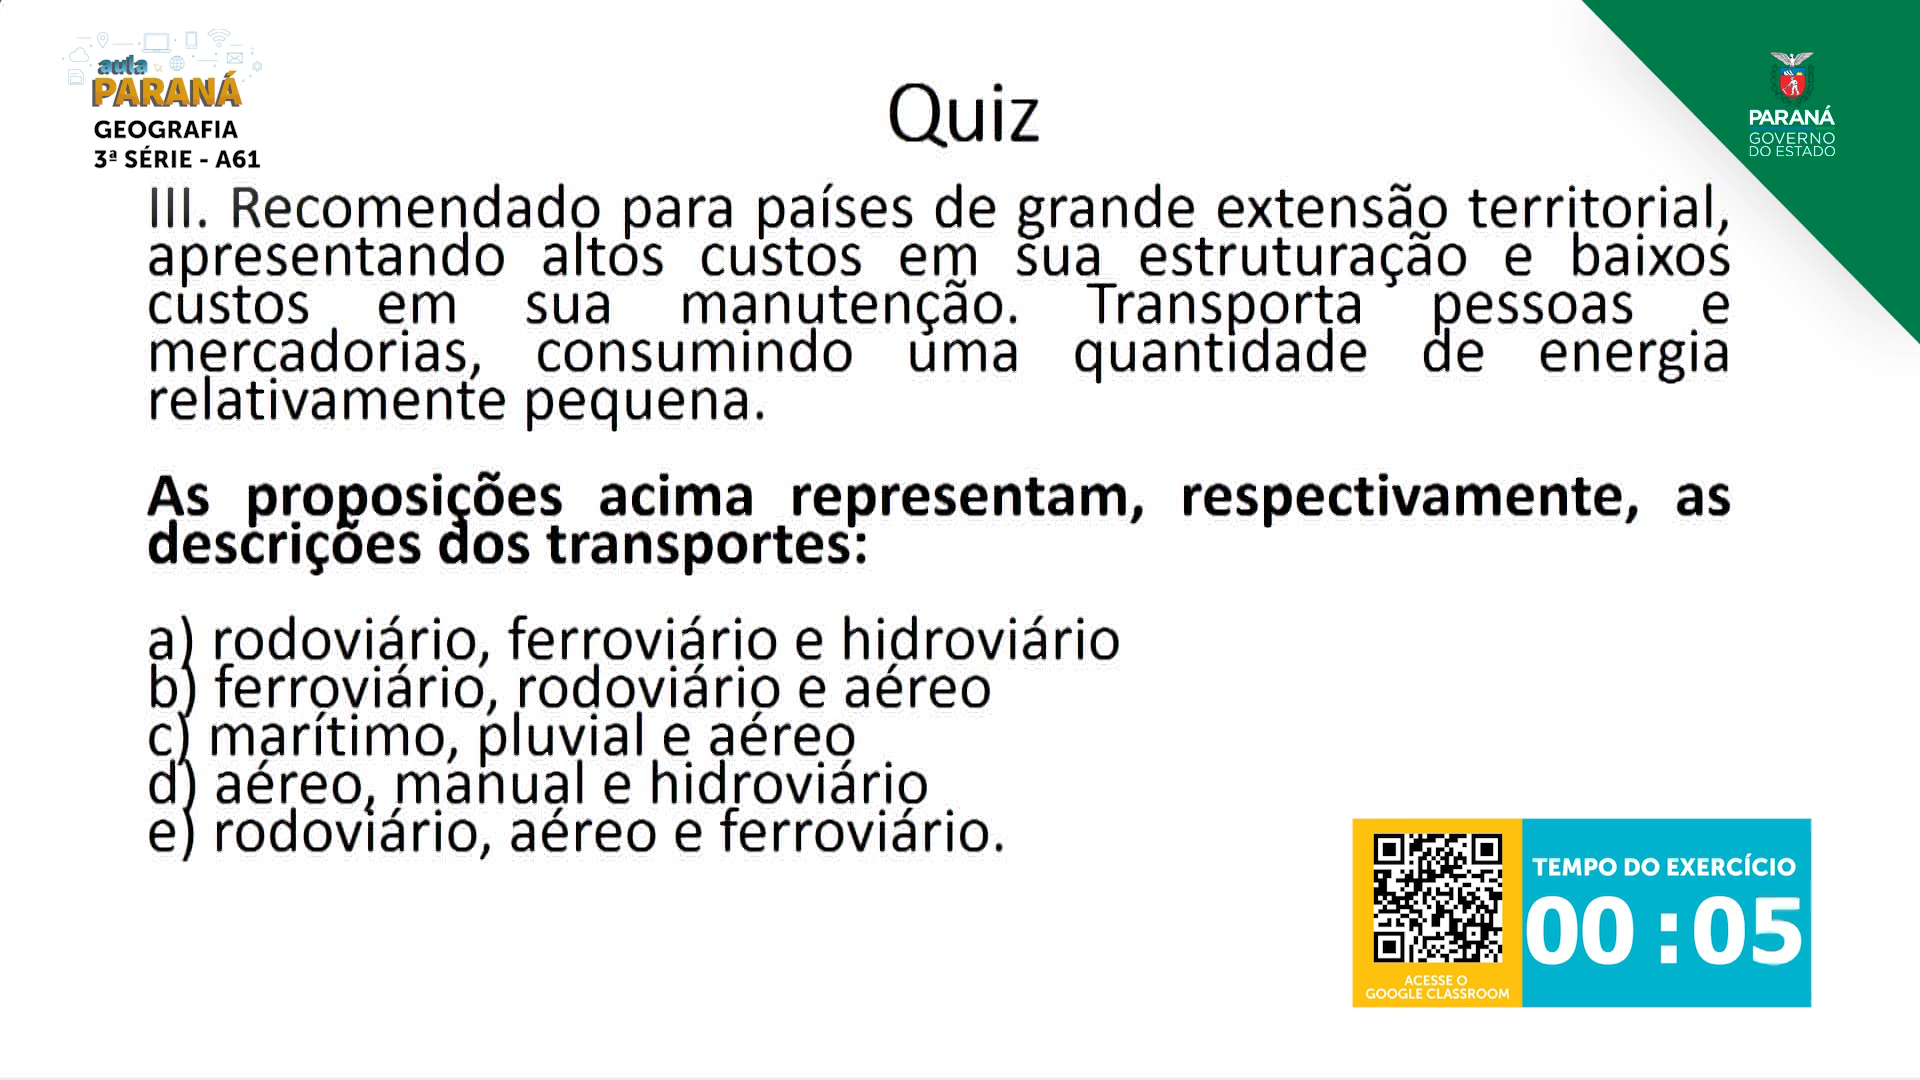 aula
PARANÁ
GEOGRAFIA
3ª SÉRIE - A61
Quiz
PARANÁ
GOVERNO
DO ESTADO
III. Recomendado para países de grande extensão territorial,
apresentando altos custos em sua estruturação e baixos
custos em sua manutenção. Transporta pessoas e
mercadorias, consumindo uma quantidade de energia
relativamente pequena.
As proposições acima representam, respectivamente, as
descrições dos transportes:
a) rodoviário, ferroviário e hidroviário
b) ferroviário, rodoviário e aéreo
c) marítimo, pluvial e aéreo
d) aéreo, manual e hidroviário
e) rodoviário, aéreo e ferroviário.
ACESSE O
GOOGLE CLASSROOM
TEMPO DO EXERCÍCIO
00:05